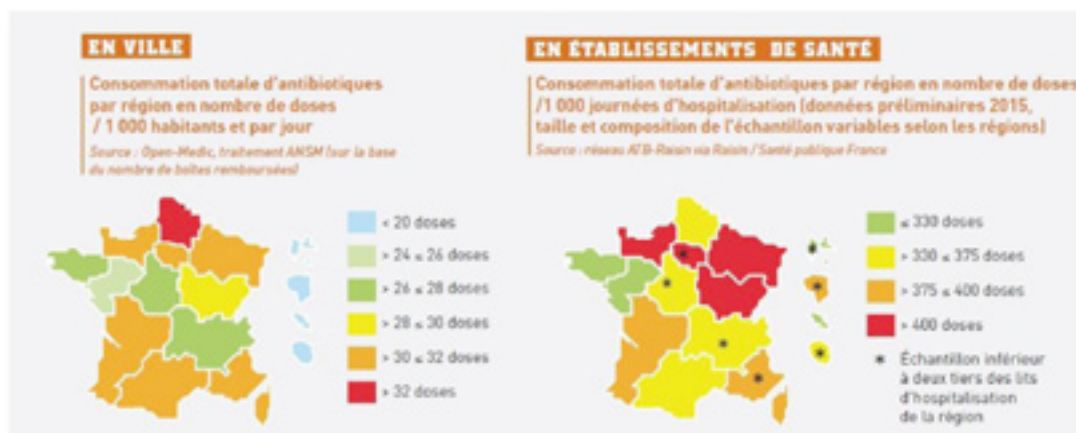 EN VILLE
Consommation totale d'antibiotiques
par région en nombre de doses
/ 1 000 habitants et par jour
Source : Open-Medic, traitement ANSM (sur la base
du nombre de boîtes remboursées)
< 20 doses
> 24 ≤ 26 doses
> 26 ≤ 28 doses
> 28 ≤ 30 doses
> 30 ≤ 32 doses
> 32 doses
EN ÉTABLISSEMENTS DE SANTÉ
Consommation totale d'antibiotiques par région en nombre de doses
/1 000 journées d'hospitalisation (données préliminaires 2015,
taille et composition de l'échantillon variables selon les régions)
Source : réseau ATB-Raisin via Raisin / Santé publique France
≤ 330 doses
> 330 ≤ 375 doses
> 375 ≤ 400 doses
> 400 doses
* Échantillon inférieur
à deux tiers des lits
d'hospitalisation
de la région